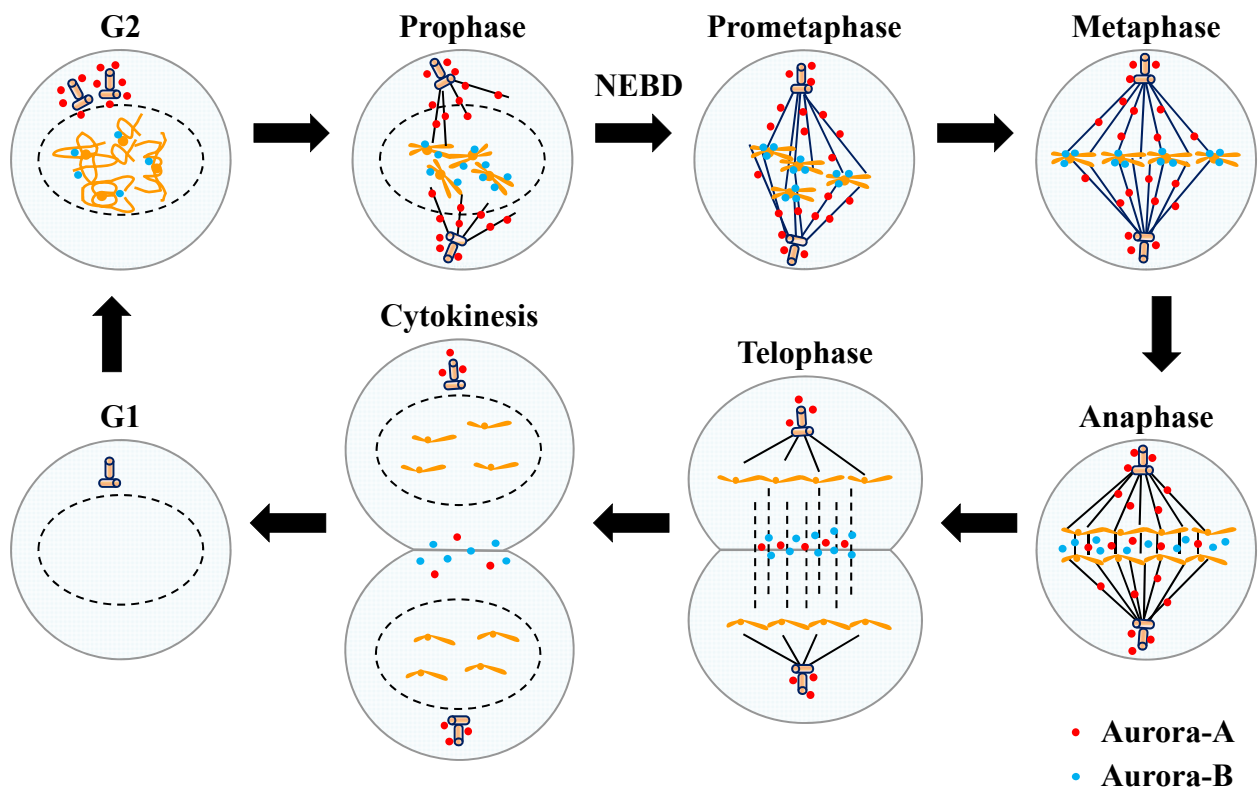 G2
Prophase
NEBD
Prometaphase
Metaphase
Cytokinesis
Telophase
G1
Anaphase
Aurora-A
Aurora-B